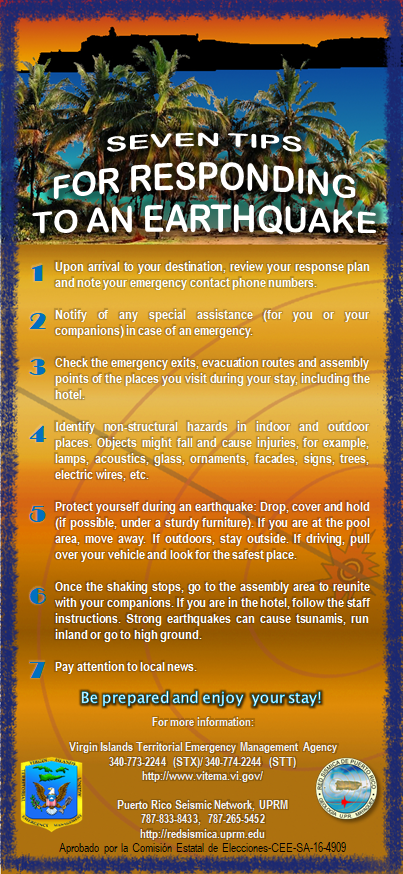 SEVEN TIPS
FOR RESPONDING
TO AN EARTHQUAKE
1 Upon arrival to your destination, review your response plan
and note your emergency contact phone numbers.
2 Notify of any special assistance (for you or your
companions) in case of an emergency.
3 Check the emergency exits, evacuation routes and assembly
points of the places you visit during your stay, including the
hotel.
4 Identify non-structural hazards in indoor and outdoor
places. Objects might fall and cause injuries, for example,
lamps, acoustics, glass, ornaments, facades, signs, trees,
electric wires, etc.
5 Protect yourself during an earthquake: Drop, cover and hold
(if possible, under a sturdy furniture). If you are at the pool
area, move away. If outdoors, stay outside. If driving, pull
over your vehicle and look for the safest place.
6 Once the shaking stops, go to the assembly area to reunite
with your companions. If you are in the hotel, follow the staff
instructions. Strong earthquakes can cause tsunamis, run
inland or go to high ground.
7 Pay attention to local news.
Be prepared and enjoy your stay!
For more information:
Virgin Islands Territorial Emergency Management Agency
340-773-2244 (STX)/ 340-774-2244 (STT)
http://www.vitema.vi.gov/
VIRGIN ISLANDS
EMERGENCY MANAGEMENT
RED SISMICA DE PUERTO RICO
GEOLOGIA UPR MAYAGUEZ
Puerto Rico Seismic Network, UPRM
787-833-8433, 787-265-5452
http://redsismica.uprm.edu
Aprobado por la Comisión Estatal de Elecciones-CEE-SA-16-4909